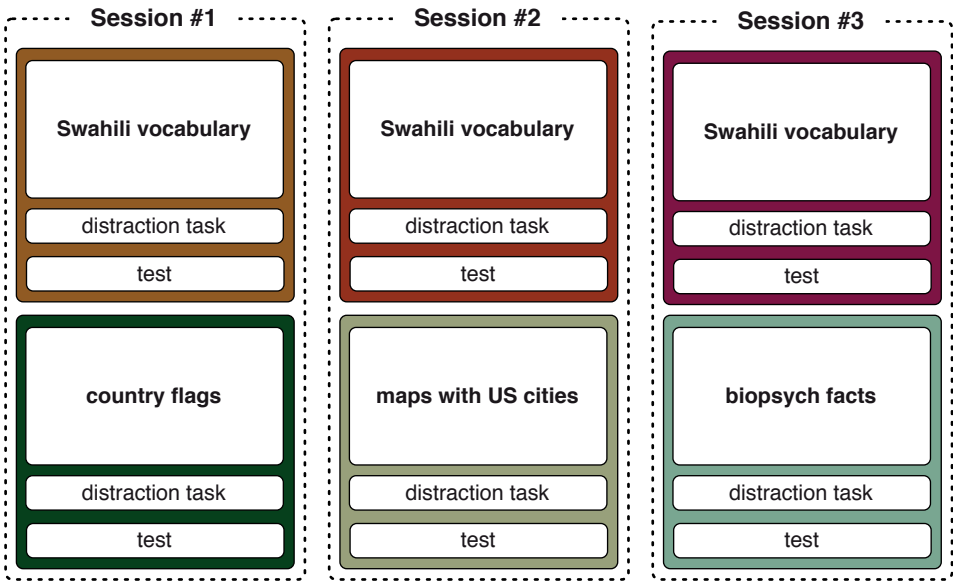 Session #1
Swahili vocabulary
distraction task
test
country flags
distraction task
test
Session #2
Swahili vocabulary
distraction task
test
maps with US cities
distraction task
test
Session #3
Swahili vocabulary
distraction task
test
biopsych facts
distraction task
test